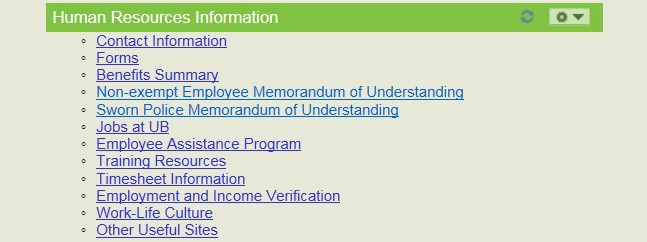 Human Resources Information
Contact Information
Forms
Benefits Summary
Non-exempt Employee Memorandum of Understanding
Sworn Police Memorandum of Understanding
Jobs at UB
Employee Assistance Program
Training Resources
Timesheet Information
Employment and Income Verification
Work-Life Culture
Other Useful Sites